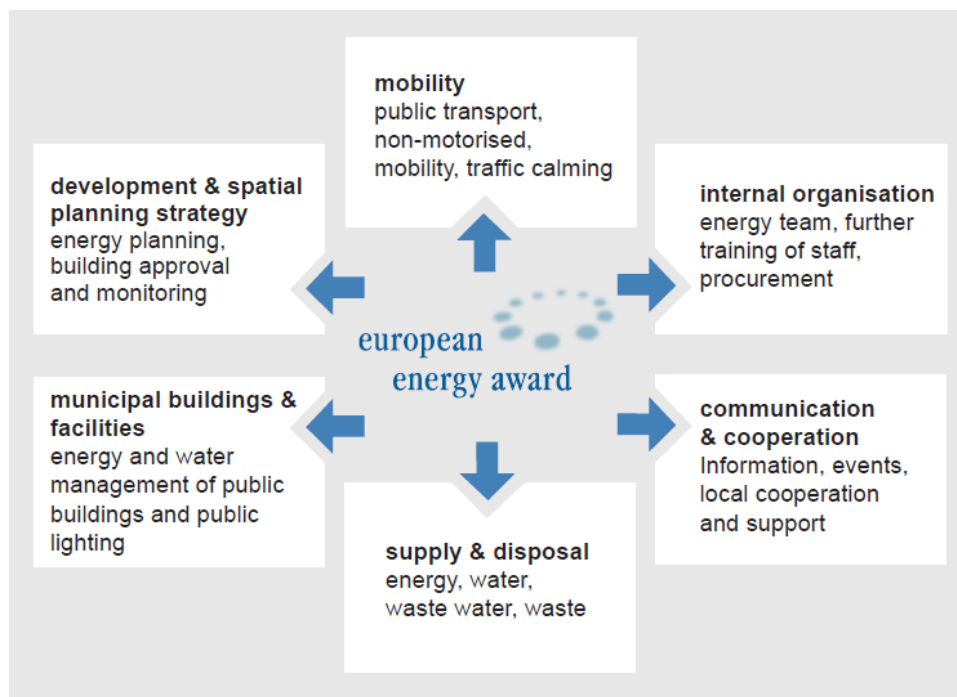 mobility
public transport,
non-motorised,
mobility, traffic calming
development & spatial
planning strategy
energy planning,
building approval
and monitoring
internal organisation
energy team, further
training of staff,
procurement
european
energy award
municipal buildings &
facilities
energy and water
management of public
buildings and public
lighting
communication
& cooperation
Information, events,
local cooperation
and support
supply & disposal
energy, water,
waste water, waste